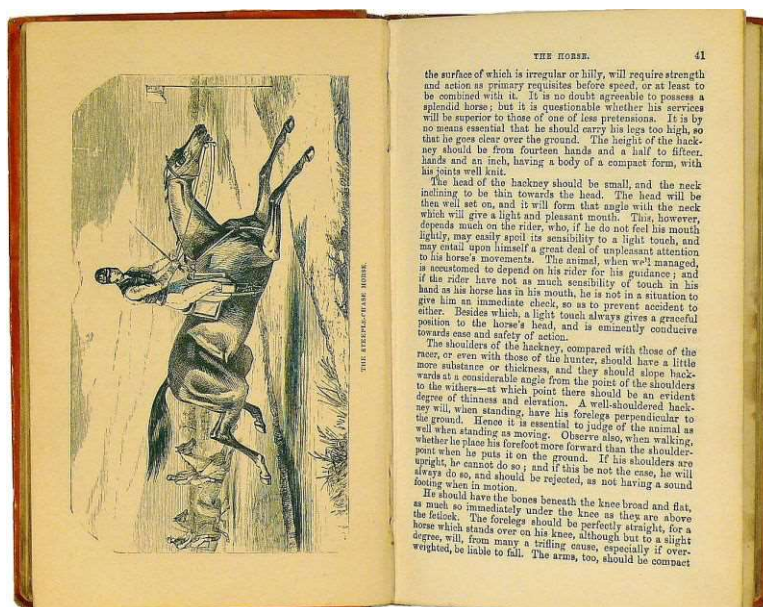 THE STEEPLE-CHASE HORSE.
THE HORSE. 41
the surface of which is irregular or hilly, will require strength
and action as primary requisites before speed, or at least to
be combined with it. It is no doubt agreeable to possess a
splendid horse; but it is questionable whether his services
will be superior to those of one of less pretensions. It is by
no means essential that he should carry his legs too high, so
that he goes clear over the ground. The height of the hack-
ney should be from fourteen hands and a half to fifteen
hands and an inch, having a body of a compact form, with
his joints well knit.
The head of the hackney should be small, and the neck
inclining to be thin towards the head. The head will be
then well set on, and it will form that angle with the neck
which will give a light and pleasant mouth. This, however,
depends much on the rider, who, if he do not feel his mouth
lightly, may easily spoil its sensibility to a light touch, and
may entail upon himself a great deal of unpleasant attention
to his horse's movements. The animal, when well managed,
is accustomed to depend on his rider for his guidance; and
if the rider have not as much sensibility of touch in his
hand as his horse has in his mouth, he is not in a situation to
give him an immediate check, so as to prevent accident to
either. Besides which, a light touch always gives a graceful
position to the horse's head, and is eminently conducive
towards ease and safety of action.
The shoulders of the hackney, compared with those of the
racer, or even with those of the hunter, should have a little
more substance or thickness, and they should slope back-
wards at a considerable angle from the point of the shoulders
to the withers—at which point there should be an evident
degree of thinness and elevation. A well-shouldered hack-
ney will, when standing, have his forelegs perpendicular to
the ground. Hence it is essential to judge of the animal as
well when standing as moving. Observe also, when walking,
whether he place his forefoot more forward than the shoulder-
point when he puts it on the ground. If his shoulders are
upright, he cannot do so; and if this be not the case, he will
always do so, and should be rejected, as not having a sound
footing when in motion.
He should have the bones beneath the knee broad and flat,
as much so immediately under the knee as they are above
the fetlock. The forelegs should be perfectly straight, for a
horse which stands over on his knee, although but to a slight
degree, will, from many a trifling cause, especially if over-
weighted, be liable to fall. The arms, too, should be compact